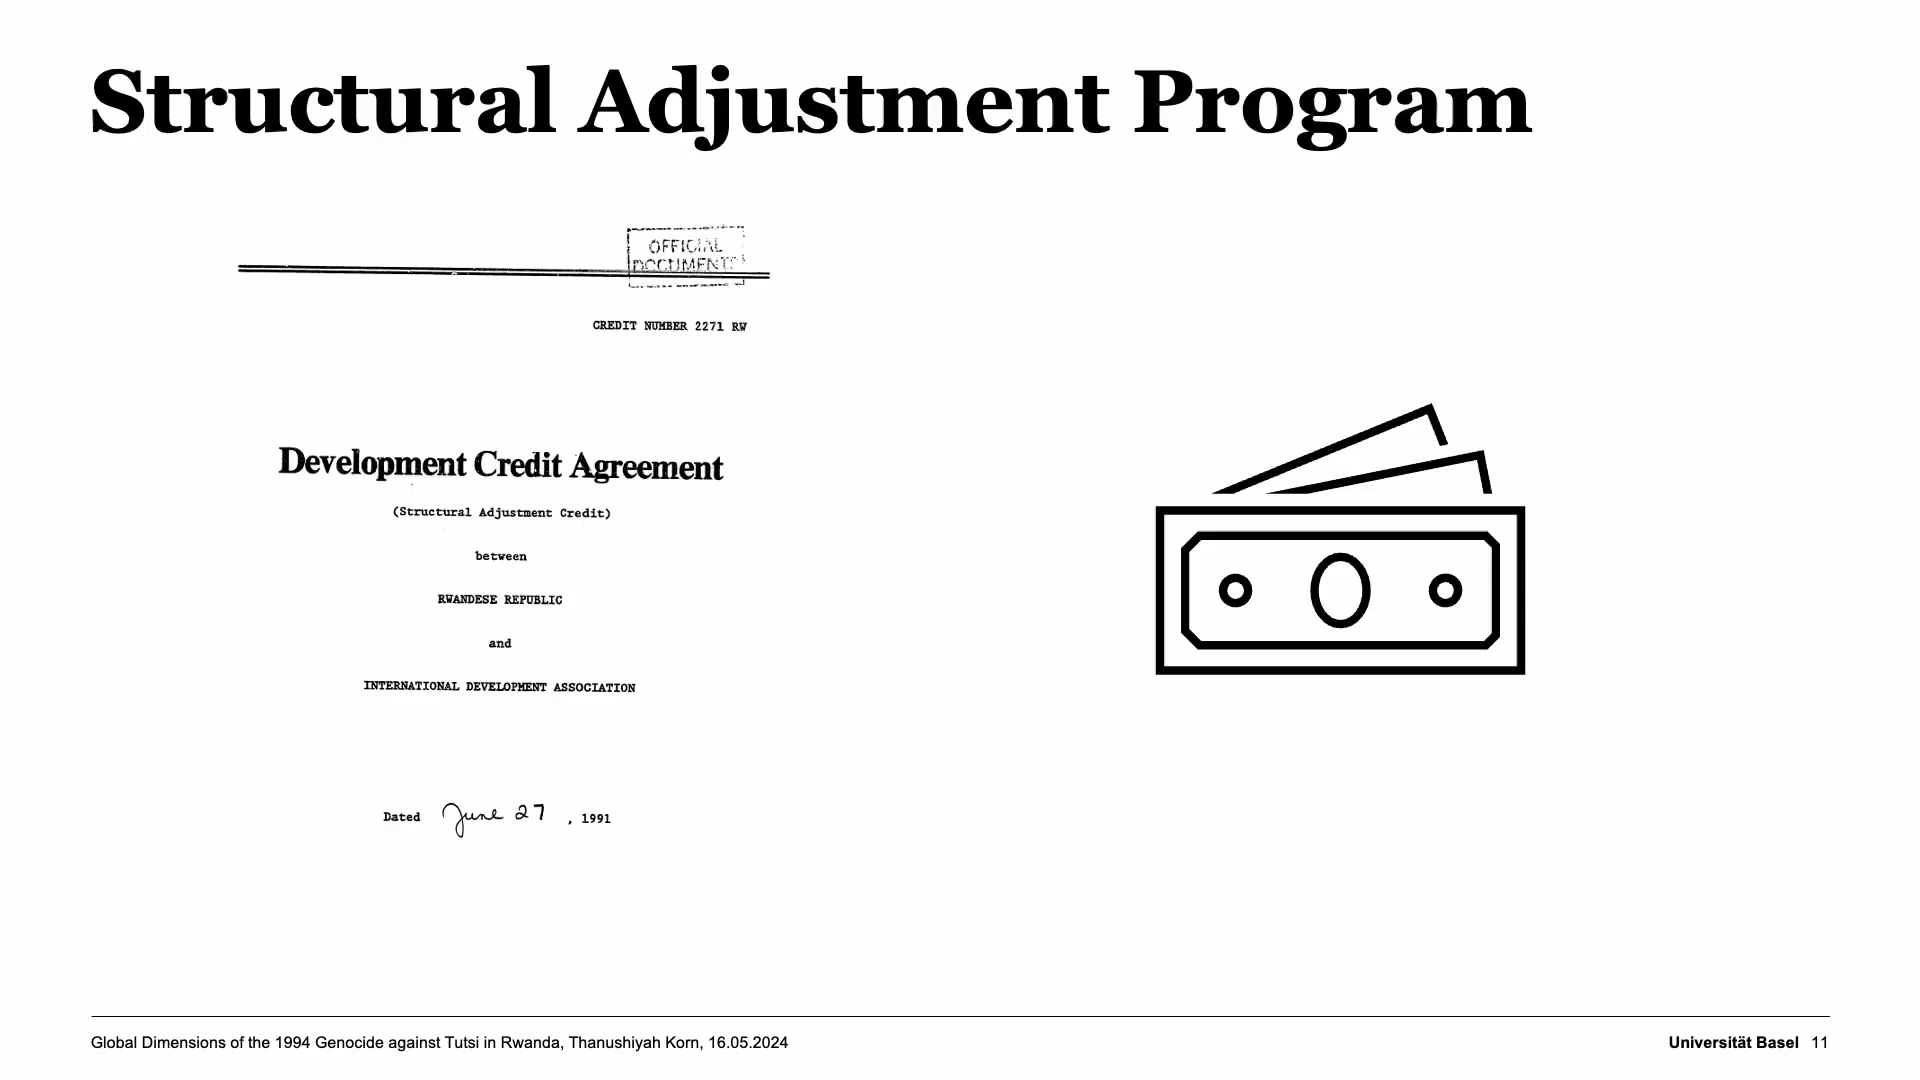 Structural Adjustment Program
OFFICIAL
DOCUMENTS
CREDIT NUMBER 2271 RW
Development Credit Agreement
(Structural Adjustment Credit)
between
RWANDESE REPUBLIC
and
INTERNATIONAL DEVELOPMENT ASSOCIATION
Dated June 27, 1991
Global Dimensions of the 1994 Genocide against Tutsi in Rwanda, Thanushiyah Korn, 16.05.2024
Universität Basel 11